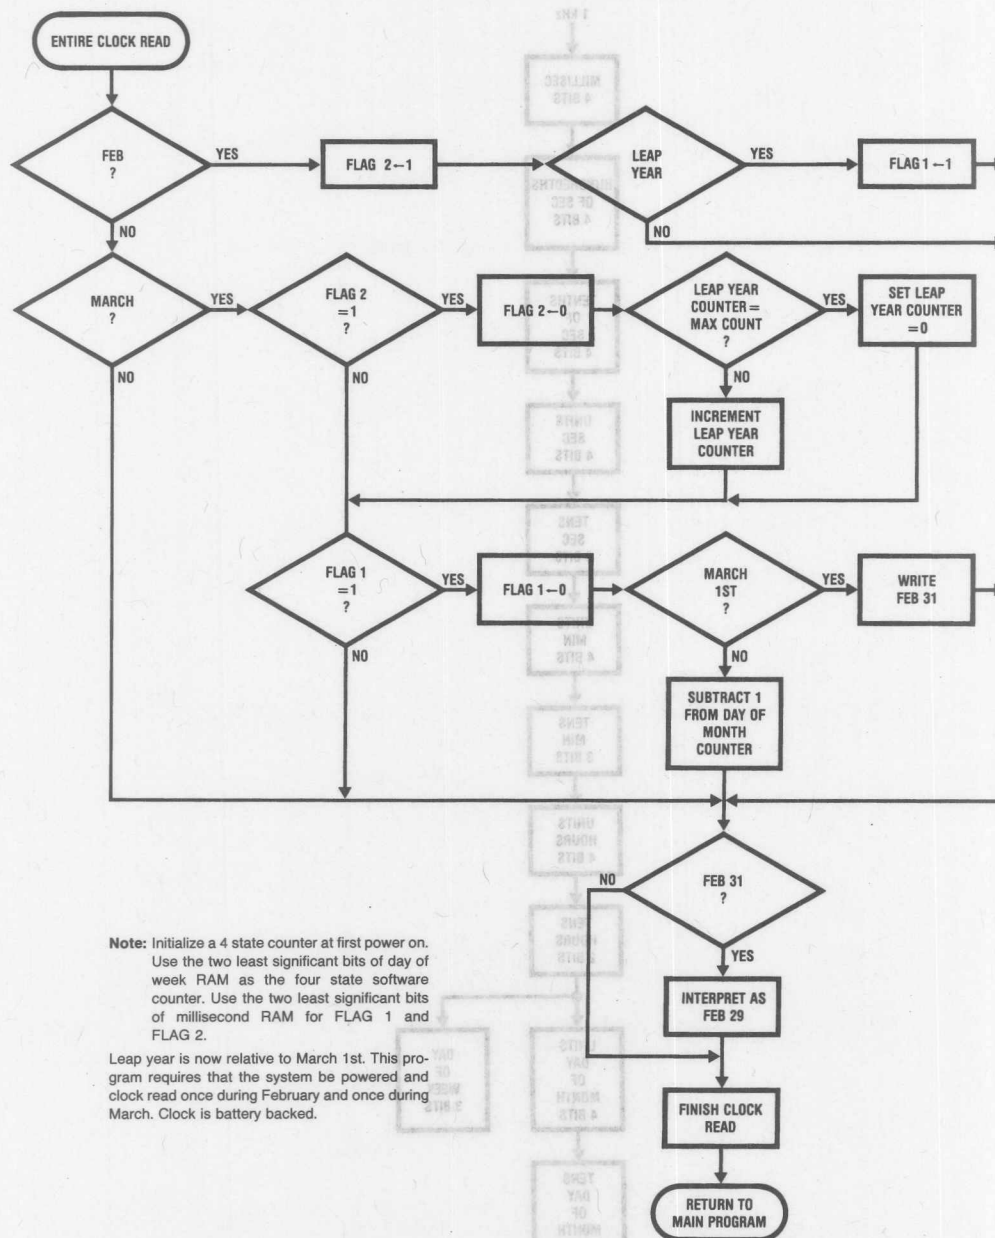 ENTIRE CLOCK READ
FEB
?
YES
NO
FLAG 2←1
LEAP
YEAR
YES
NO
FLAG 1←1
MARCH
?
YES
NO
FLAG 2
=1
?
YES
NO
FLAG 2←0
LEAP YEAR
COUNTER=
MAX COUNT
?
YES
NO
SET LEAP
YEAR COUNTER
=0
INCREMENT
LEAP YEAR
COUNTER
FLAG 1
=1
?
YES
NO
FLAG 1←0
MARCH
1ST
?
YES
NO
WRITE
FEB 31
SUBTRACT 1
FROM DAY OF
MONTH
COUNTER
FEB 31
?
NO
YES
INTERPRET AS
FEB 29
FINISH CLOCK
READ
RETURN TO
MAIN PROGRAM
Note: Initialize a 4 state counter at first power on.
Use the two least significant bits of day of
week RAM as the four state software
counter. Use the two least significant bits
of millisecond RAM for FLAG 1 and
FLAG 2.
Leap year is now relative to March 1st. This pro-
gram requires that the system be powered and
clock read once during February and once during
March. Clock is battery backed.